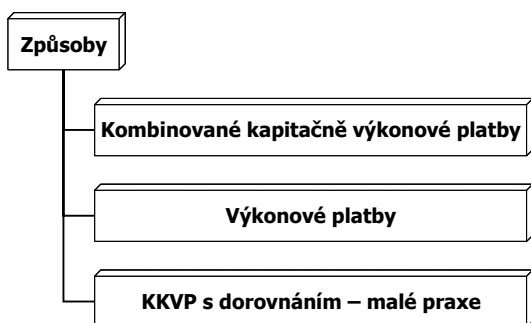 Způsoby
Kombinované kapitačně výkonové platby
Výkonové platby
KKVP s dorovnáním – malé praxe